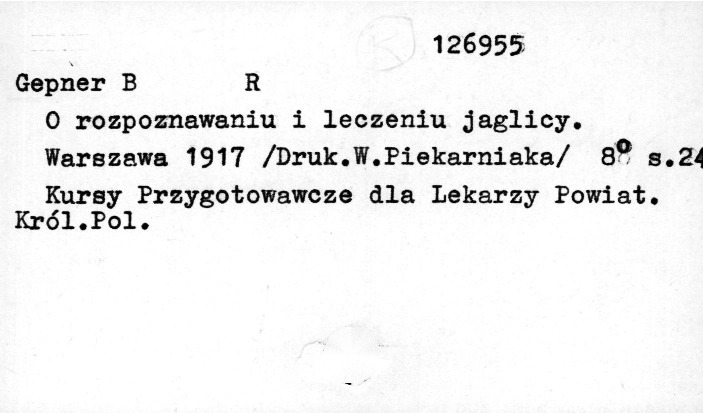 126955
Gepner B R
O rozpoznawaniu i leczeniu jaglicy.
Warszawa 1917 /Druk.W.Piekarniaka/ 8° s.24
Kursy Przygotowawcze dla Lekarzy Powiat.
Król.Pol.